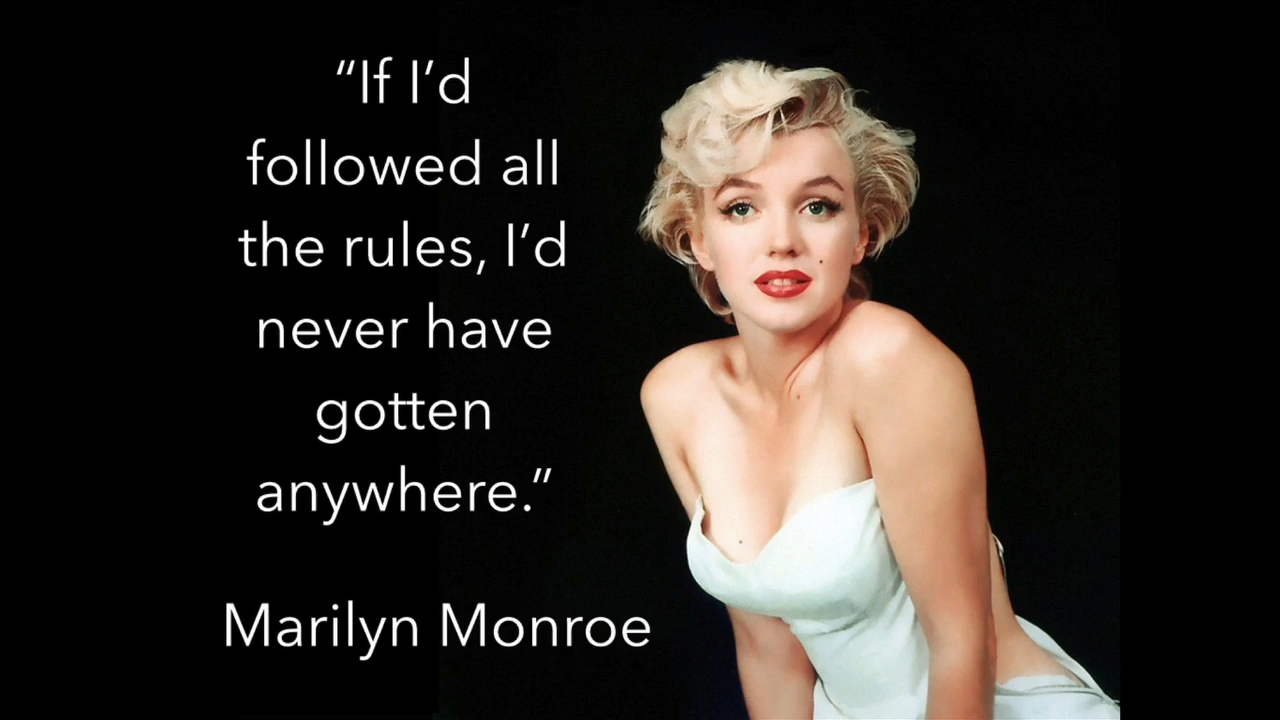 “If I’d
followed all
the rules, I’d
never have
gotten
anywhere.”
Marilyn Monroe